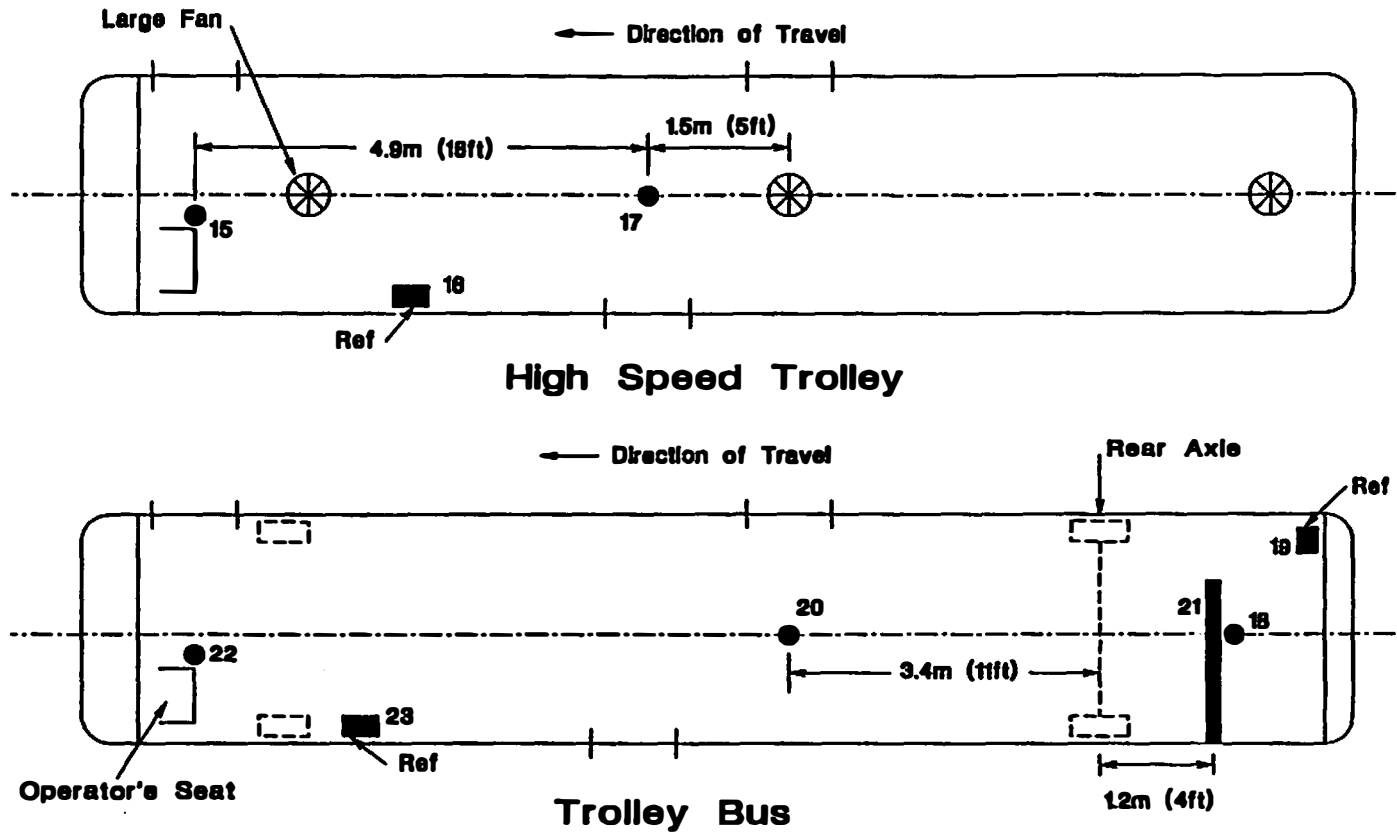 Large Fan
Direction of Travel
4.9m (16ft)
1.5m (5ft)
15
17
16
Ref
High Speed Trolley
Direction of Travel
Rear Axle
Ref
19
20
21
18
22
3.4m (11ft)
23
Ref
Operator's Seat
1.2m (4ft)
Trolley Bus